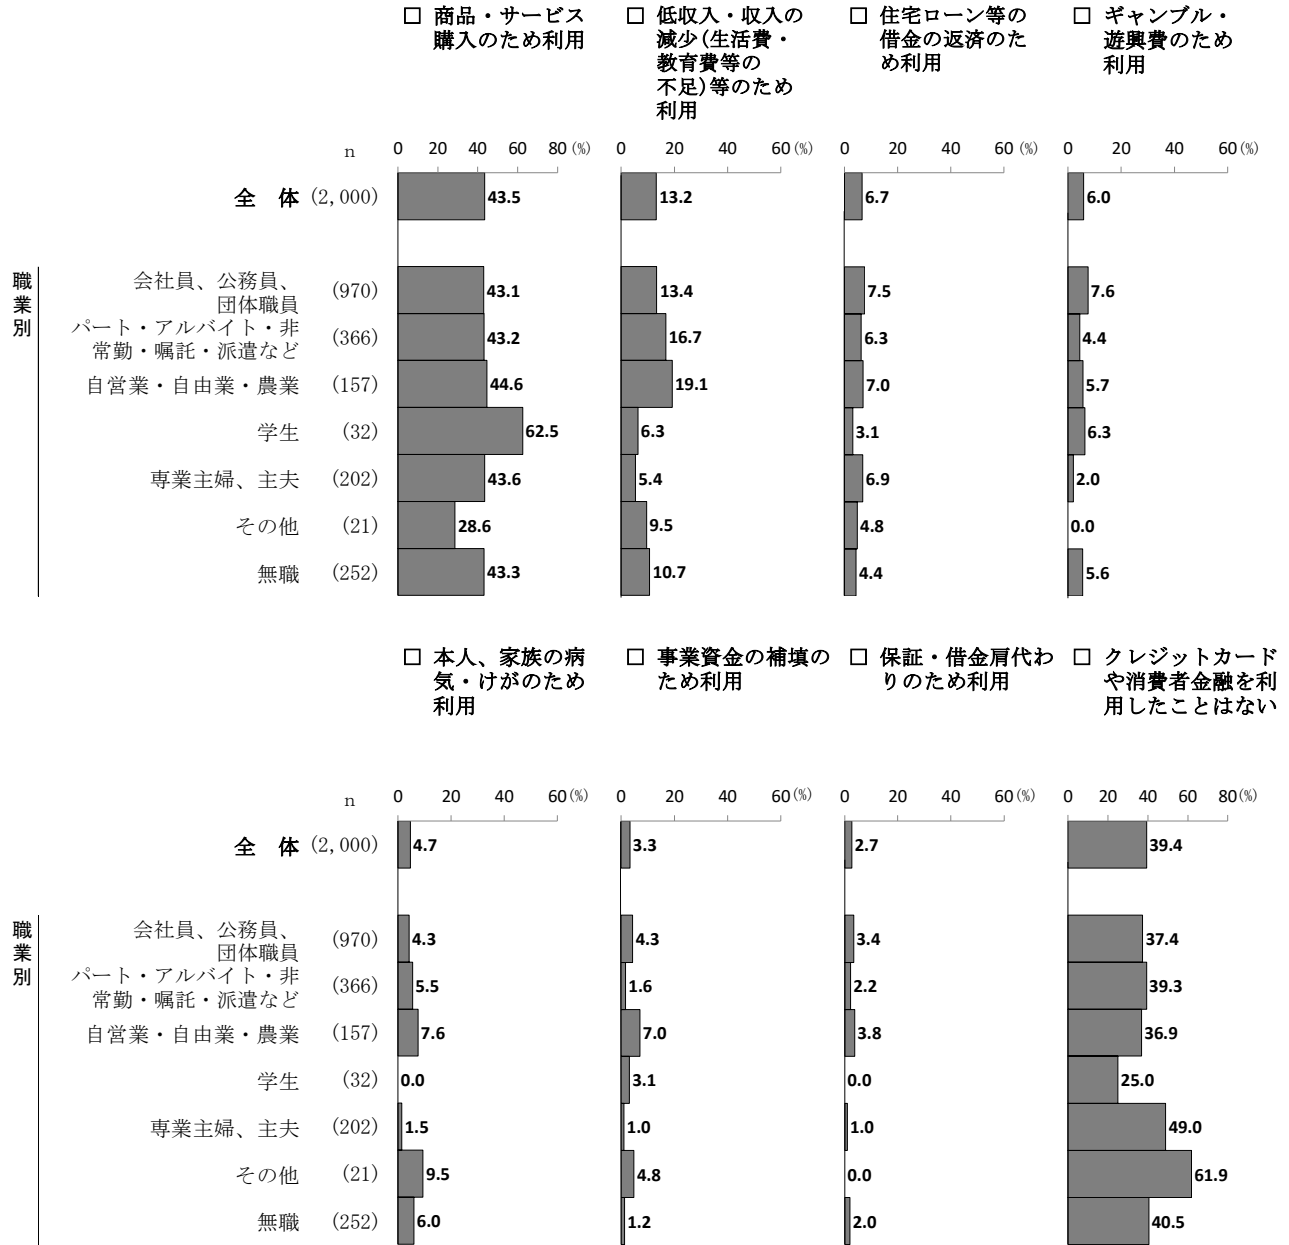 □ 商品・サービス
購入のため利用
□ 低収入・収入の
減少(生活費・
教育費等の
不足)等のため
利用
□ 住宅ローン等の
借金の返済のた
め利用
□ ギャンブル・
遊興費のため
利用
n 0 20 40 60 80 (%) 0 20 40 60 (%) 0 20 40 60 (%) 0 20 40 60 (%)
全 体 (2,000) 43.5 13.2 6.7 6.0
職業別
会社員、公務員、
団体職員 (970) 43.1 13.4 7.5 7.6
パート・アルバイト・非
常勤・嘱託・派遣など (366) 43.2 16.7 6.3 4.4
自営業・自由業・農業 (157) 44.6 19.1 7.0 5.7
学生 (32) 62.5 6.3 3.1 6.3
専業主婦、主夫 (202) 43.6 5.4 6.9 2.0
その他 (21) 28.6 9.5 4.8 0.0
無職 (252) 43.3 10.7 4.4 5.6
□ 本人、家族の病
気・けがのため
利用
□ 事業資金の補填の
ため利用
□ 保証・借金肩代わ
りのため利用
□ クレジットカード
や消費者金融を利
用したことはない
n 0 20 40 60 (%) 0 20 40 60 (%) 0 20 40 60 (%) 0 20 40 60 80 (%)
全 体 (2,000) 4.7 3.3 2.7 39.4
職業別
会社員、公務員、
団体職員 (970) 4.3 4.3 3.4 37.4
パート・アルバイト・非
常勤・嘱託・派遣など (366) 5.5 1.6 2.2 39.3
自営業・自由業・農業 (157) 7.6 7.0 3.8 36.9
学生 (32) 0.0 3.1 0.0 25.0
専業主婦、主夫 (202) 1.5 1.0 1.0 49.0
その他 (21) 9.5 4.8 0.0 61.9
無職 (252) 6.0 1.2 2.0 40.5